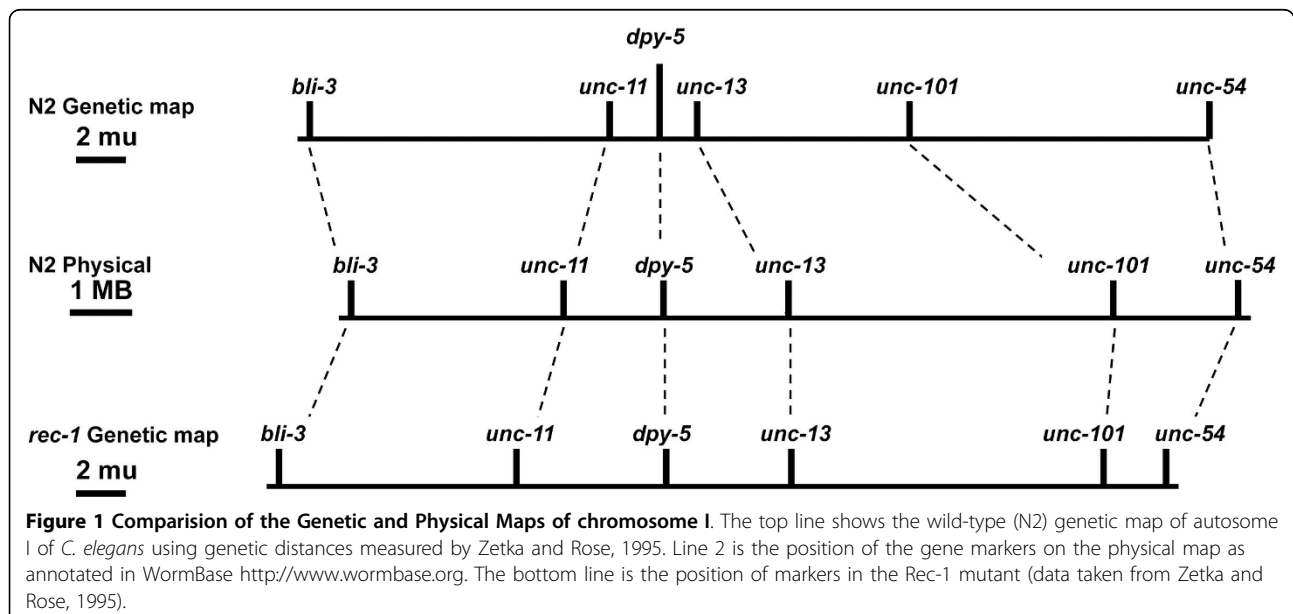 dpy-5
bli-3 unc-11 unc-13 unc-101 unc-54
N2 Genetic map
2 mu
N2 Physical
1 MB
bli-3 unc-11 dpy-5 unc-13 unc-101 unc-54
rec-1 Genetic map
2 mu
bli-3 unc-11 dpy-5 unc-13 unc-101 unc-54
Figure 1 Comparision of the Genetic and Physical Maps of chromosome I. The top line shows the wild-type (N2) genetic map of autosome
I of C. elegans using genetic distances measured by Zetka and Rose, 1995. Line 2 is the position of the gene markers on the physical map as
annotated in WormBase http://www.wormbase.org. The bottom line is the position of markers in the Rec-1 mutant (data taken from Zetka and
Rose, 1995).